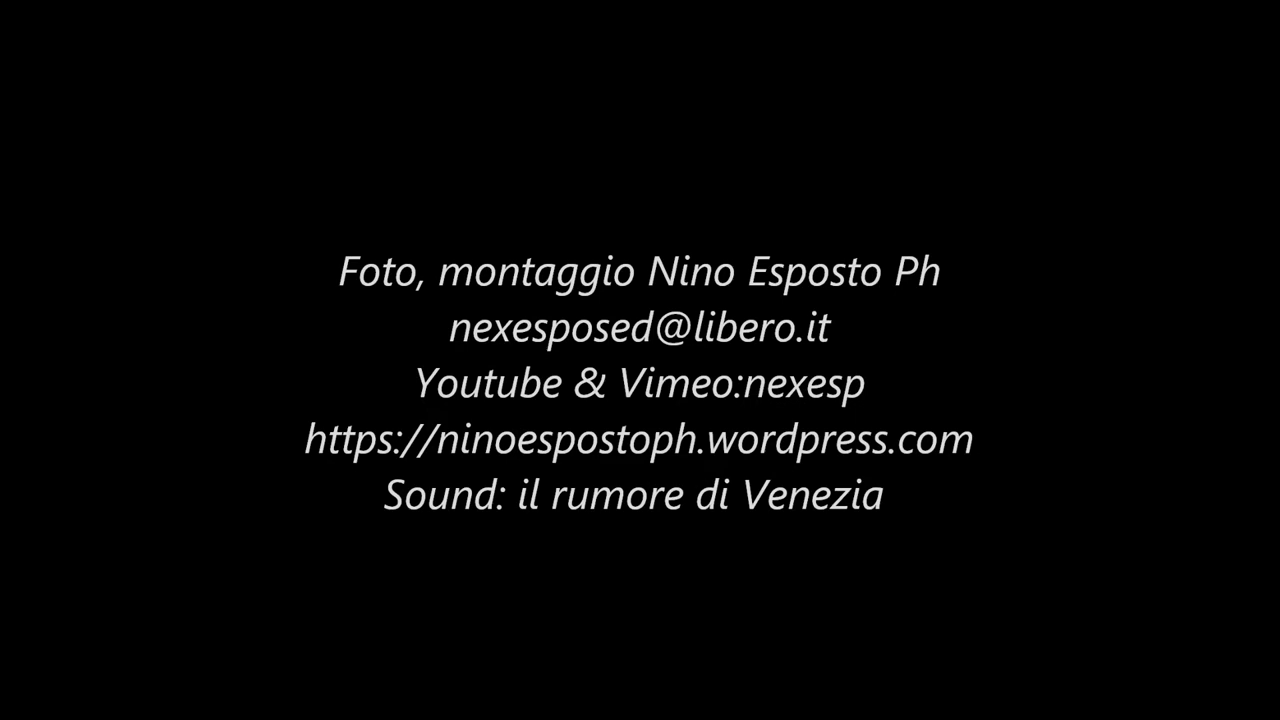 Foto, montaggio Nino Esposto Ph
nexesposed@libero.it
Youtube & Vimeo:nexesp
https://ninoespostoph.wordpress.com
Sound: il rumore di Venezia